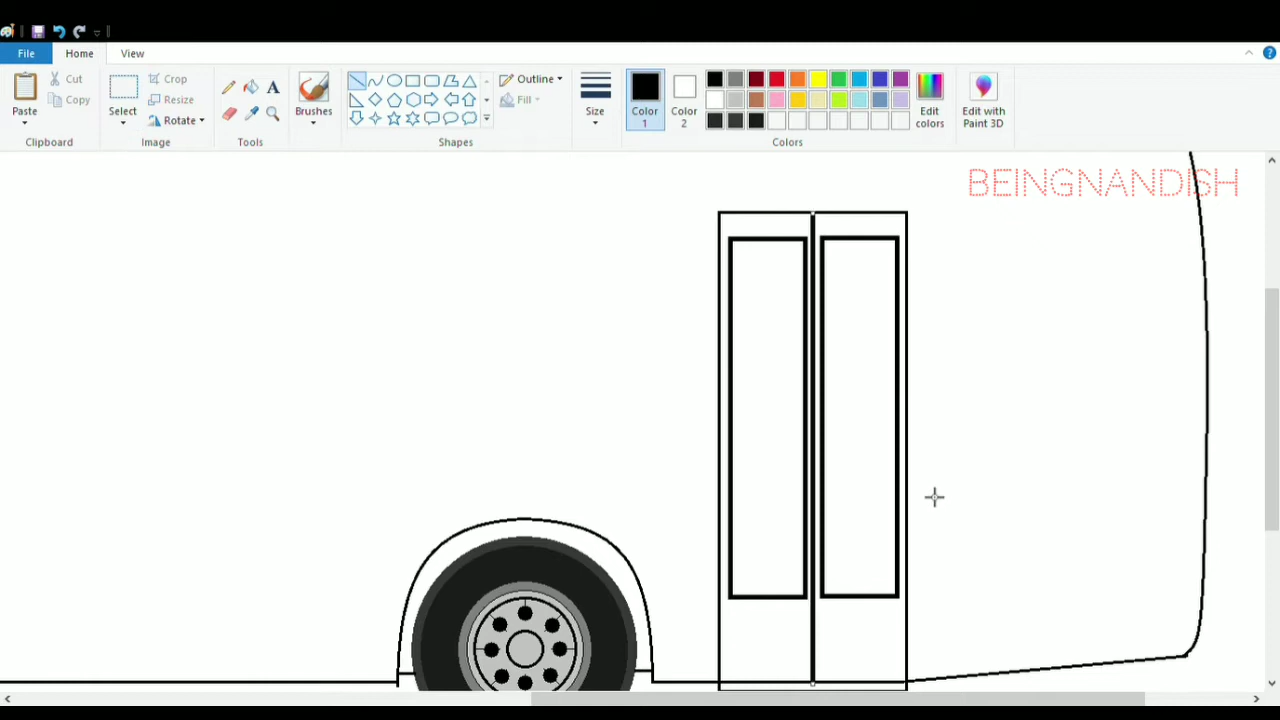 File Home View
Paste Cut Copy Clipboard
Select Crop Resize Rotate Image
A Tools
Brushes
Outline Fill Shapes
Size
Color 1 Color 2 Edit colors Colors
Edit with Paint 3D
?
BEINGNANDISH